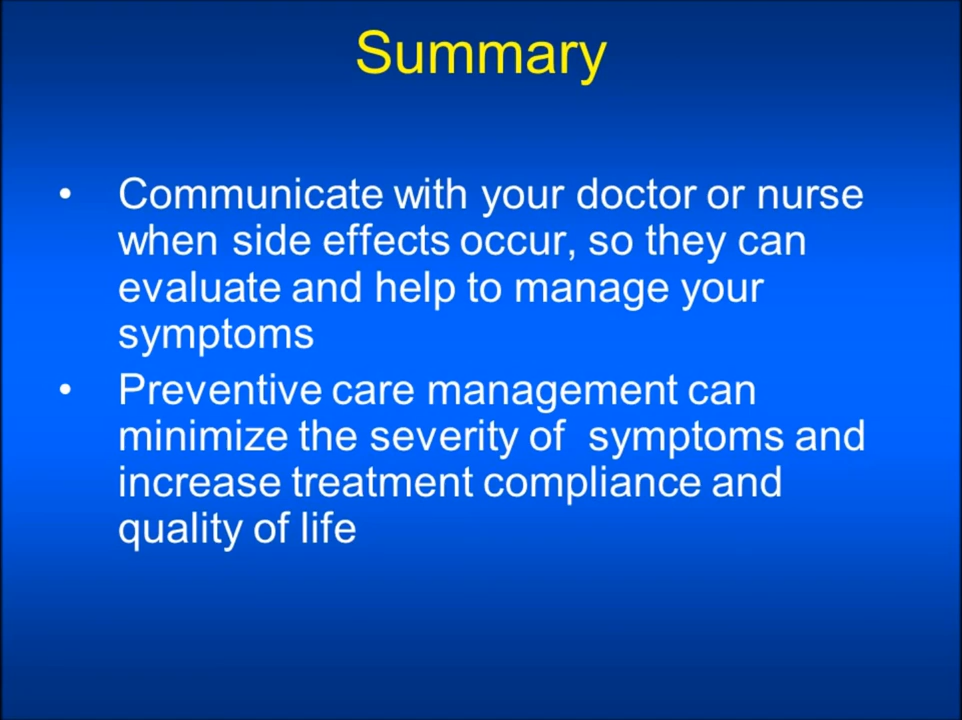 Summary
• Communicate with your doctor or nurse
when side effects occur, so they can
evaluate and help to manage your
symptoms
• Preventive care management can
minimize the severity of  symptoms and
increase treatment compliance and
quality of life